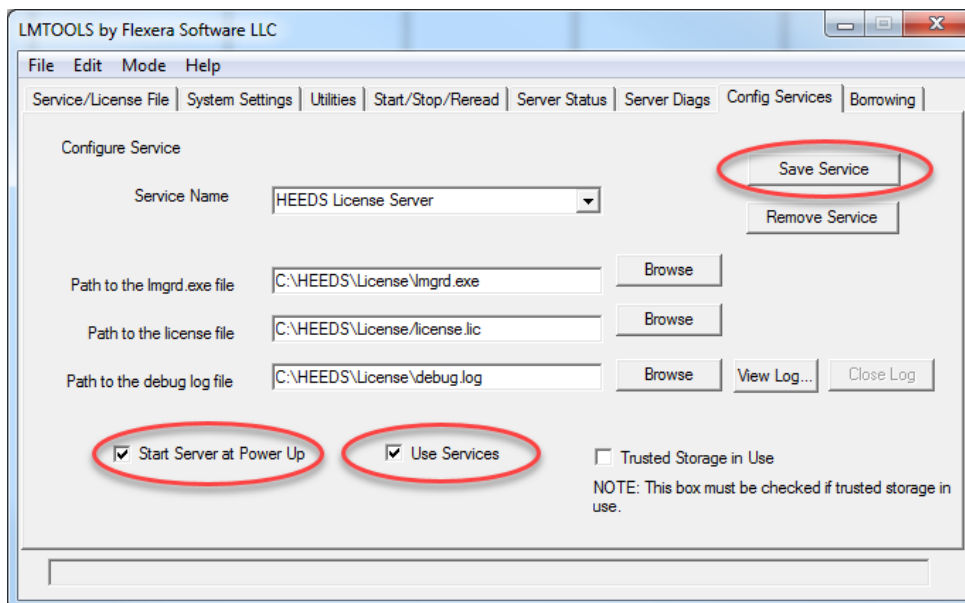 LMTOOLS by Flexera Software LLC
File Edit Mode Help
Service/License File System Settings Utilities Start/Stop/Reread Server Status Server Diags Config Services Borrowing
Configure Service
Save Service
Service Name HEEDS License Server
Remove Service
Path to the lmgrd.exe file C:\HEEDS\License\lmgrd.exe Browse
Path to the license file C:\HEEDS\License/license.lic Browse
Path to the debug log file C:\HEEDS\License\debug.log Browse View Log... Close Log
Start Server at Power Up Use Services Trusted Storage in Use
NOTE: This box must be checked if trusted storage in
use.